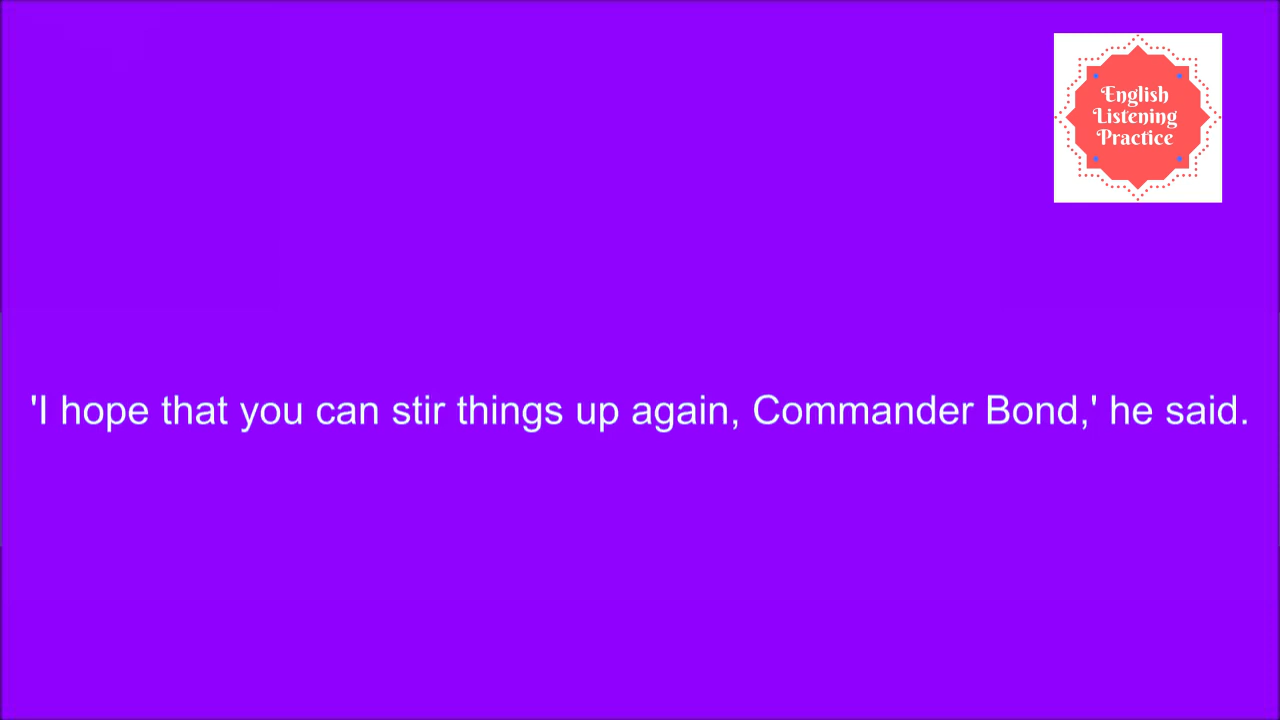 English
Listening
Practice
'I hope that you can stir things up again, Commander Bond,' he said.